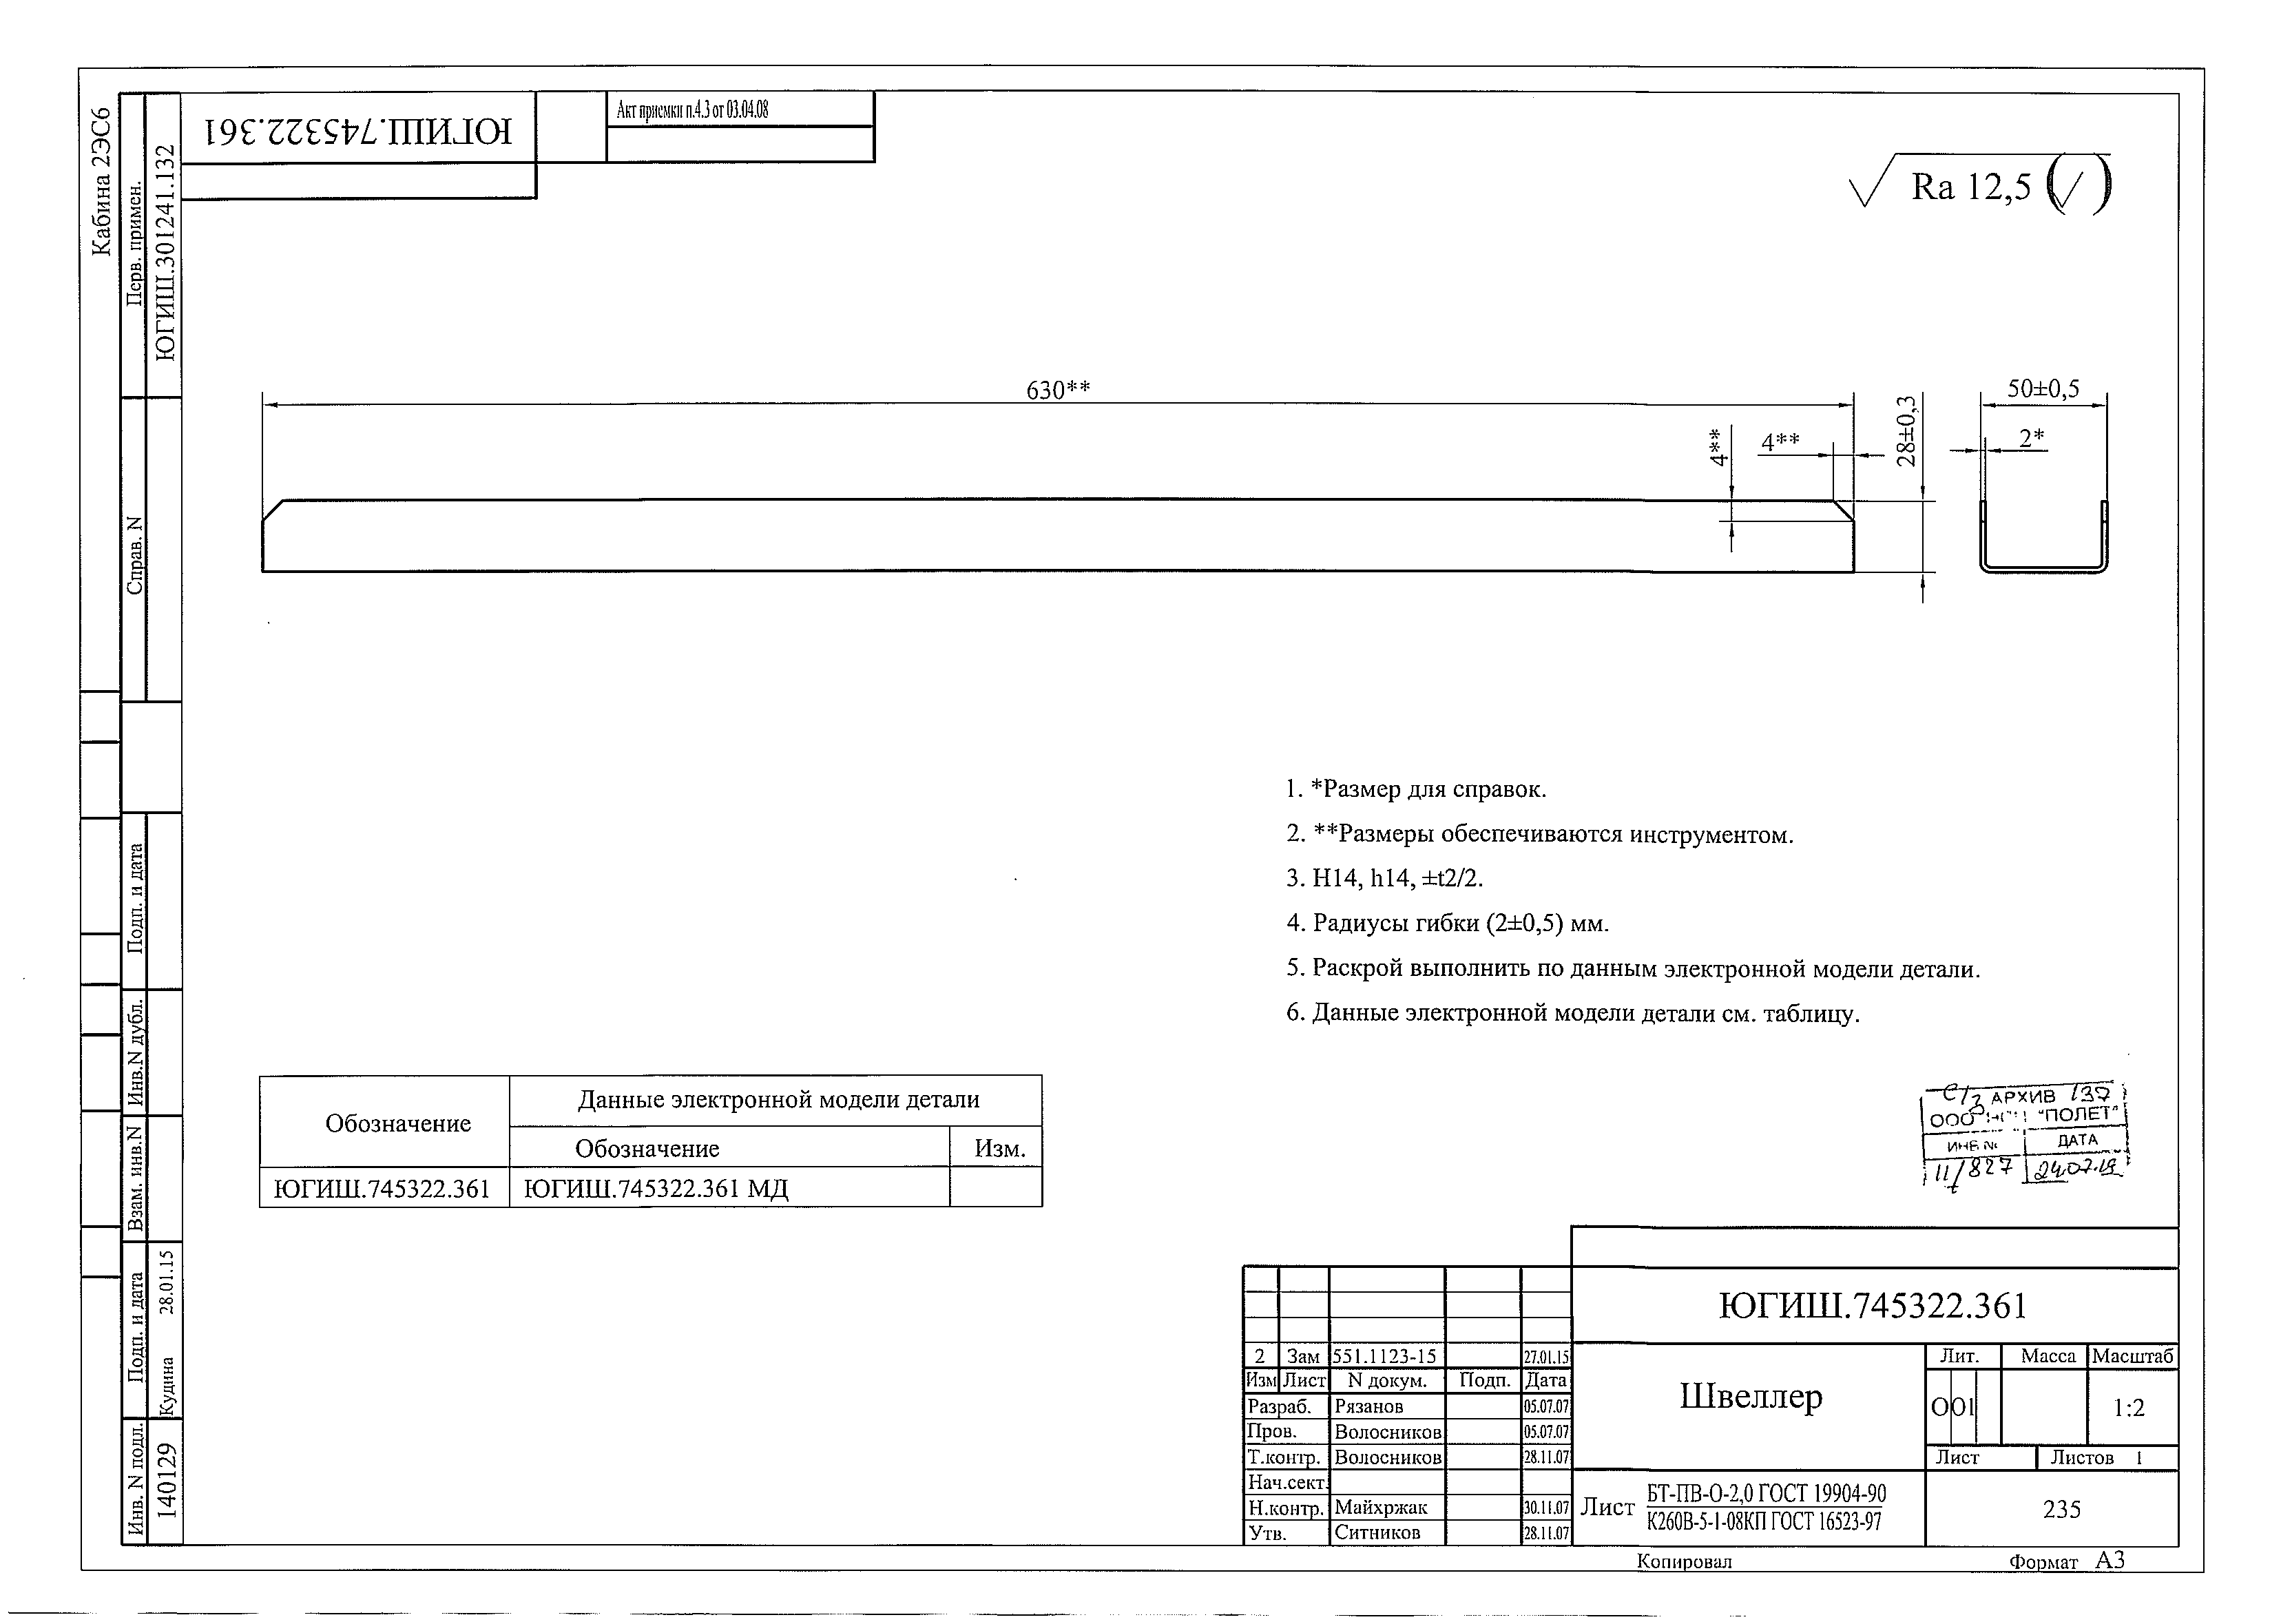 Кабина 2ЭС6
Перв. примен.
ЮГИШ.301241.132
Справ. N
Подп. и дата
Инв.N дубл.
Взам. инв.N
Подп. и дата
Кудина 28.01.15
Инв. N подл.
140129
ЮГИШ.745322.361
Акт приемки п.4.3 от 03.04.08
Ra 12,5 (✓)
630**
4**
4**
28±0,3
50±0,5
2*
1. *Размер для справок.
2. **Размеры обеспечиваются инструментом.
3. H14, h14, ±t2/2.
4. Радиусы гибки (2±0,5) мм.
5. Раскрой выполнить по данным электронной модели детали.
6. Данные электронной модели детали см. таблицу.
Обозначение
Данные электронной модели детали
Обозначение Изм.
ЮГИШ.745322.361 ЮГИШ.745322.361 МД
АРХИВ 139
ООО "ПОЛЕТ"
ИНВ № ДАТА
11/827 24.07.19
ЮГИШ.745322.361
2 Зам 551.1123-15 27.01.15
Изм Лист N докум. Подп. Дата
Разраб. Рязанов 05.07.07
Пров. Волосников 05.07.07
Т.контр. Волосников 28.11.07
Нач.сект.
Н.контр. Майхржак 30.11.07
Утв. Ситников 28.11.07
Швеллер
Лит. Масса Масштаб
О О1 1:2
Лист Листов 1
Лист БТ-ПВ-О-2,0 ГОСТ 19904-90
К260В-5-1-08КП ГОСТ 16523-97
235
Копировал Формат А3